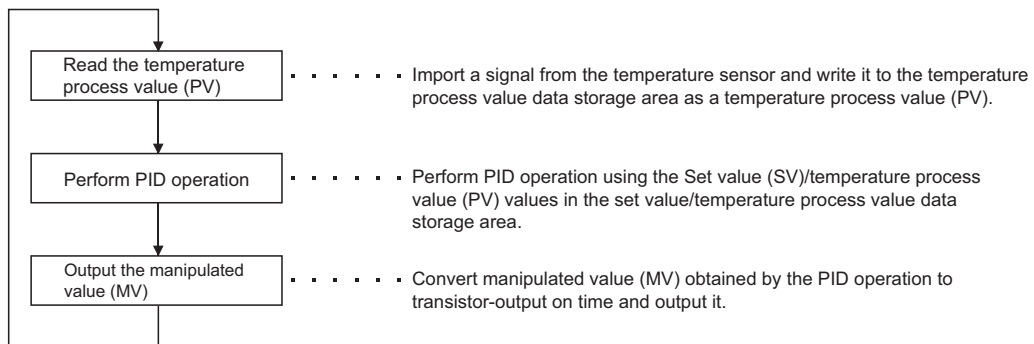 Read the temperature
process value (PV)
Import a signal from the temperature sensor and write it to the temperature
process value data storage area as a temperature process value (PV).
Perform PID operation
Perform PID operation using the Set value (SV)/temperature process
value (PV) values in the set value/temperature process value data
storage area.
Output the manipulated
value (MV)
Convert manipulated value (MV) obtained by the PID operation to
transistor-output on time and output it.